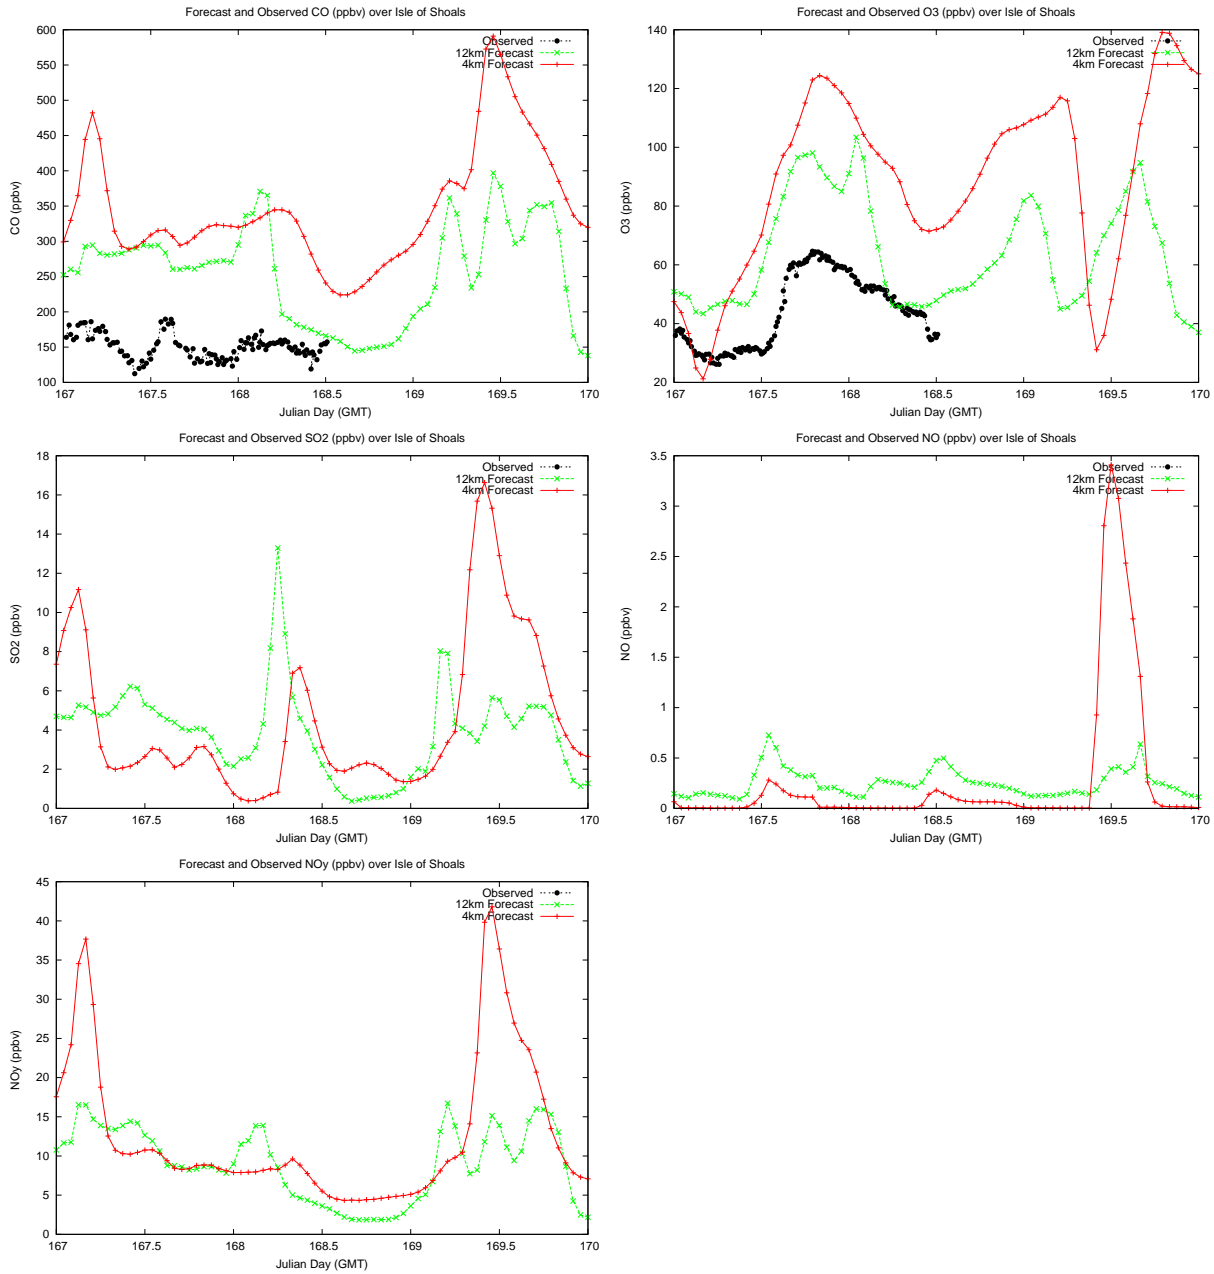 Forecast and Observed CO (ppbv) over Isle of Shoals
600
550
500
450
400
350
300
250
200
150
100
CO (ppbv)
Observed
12km Forecast
4km Forecast
167
167.5
168
168.5
169
169.5
170
Julian Day (GMT)
Forecast and Observed O3 (ppbv) over Isle of Shoals
140
120
100
80
60
40
20
O3 (ppbv)
Observed
12km Forecast
4km Forecast
167
167.5
168
168.5
169
169.5
170
Julian Day (GMT)
Forecast and Observed SO2 (ppbv) over Isle of Shoals
18
16
14
12
10
8
6
4
2
0
SO2 (ppbv)
Observed
12km Forecast
4km Forecast
167
167.5
168
168.5
169
169.5
170
Julian Day (GMT)
Forecast and Observed NO (ppbv) over Isle of Shoals
3.5
3
2.5
2
1.5
1
0.5
0
NO (ppbv)
Observed
12km Forecast
4km Forecast
167
167.5
168
168.5
169
169.5
170
Julian Day (GMT)
Forecast and Observed NOy (ppbv) over Isle of Shoals
45
40
35
30
25
20
15
10
5
0
NOy (ppbv)
Observed
12km Forecast
4km Forecast
167
167.5
168
168.5
169
169.5
170
Julian Day (GMT)